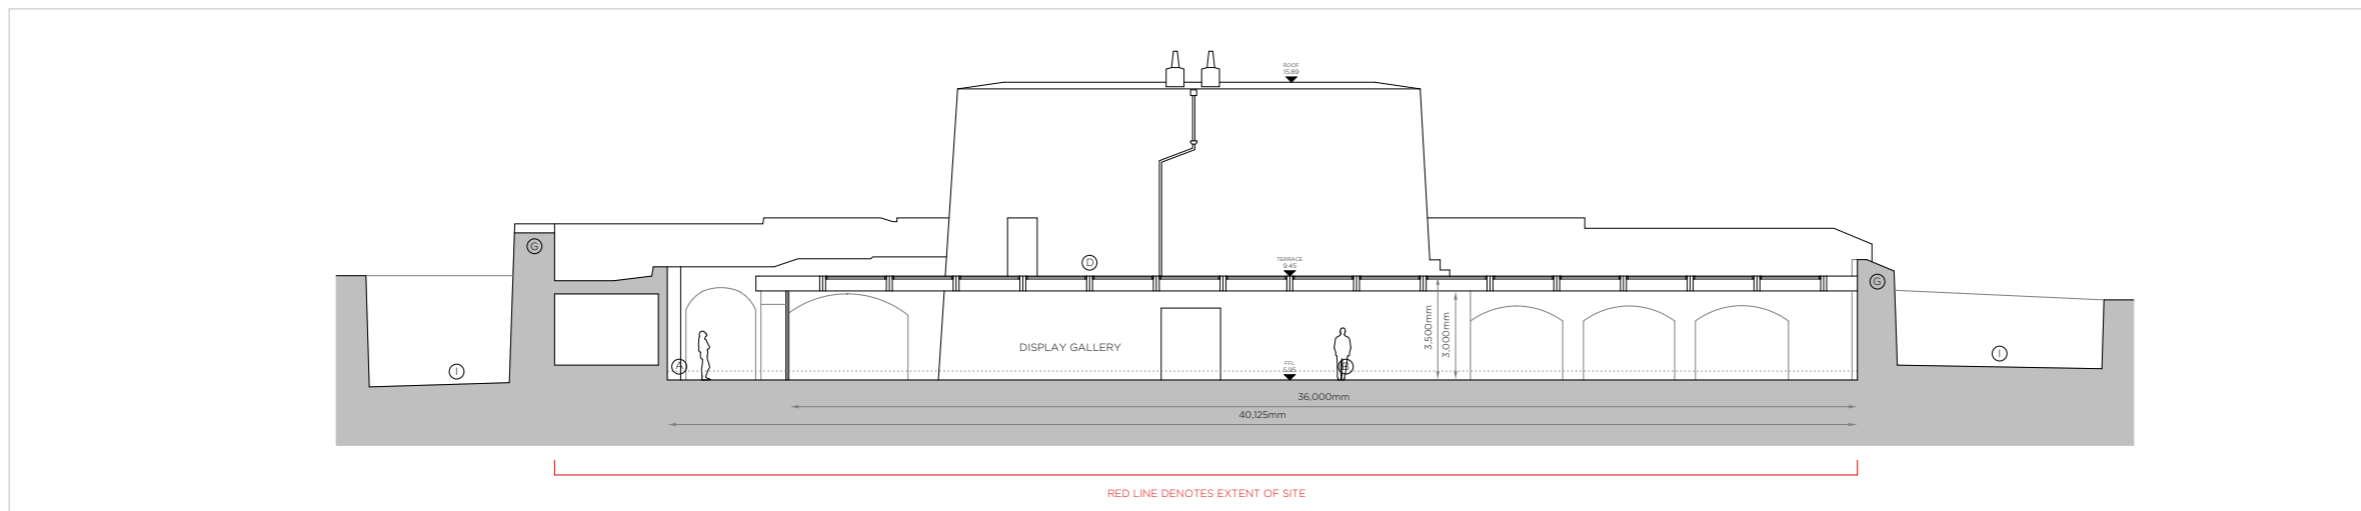 ROOF
15.89
G
D
TERRACE
9.45
G
3,500mm
3,000mm
DISPLAY GALLERY
I
A
FFL
5.95
B
I
36,000mm
40,125mm
RED LINE DENOTES EXTENT OF SITE